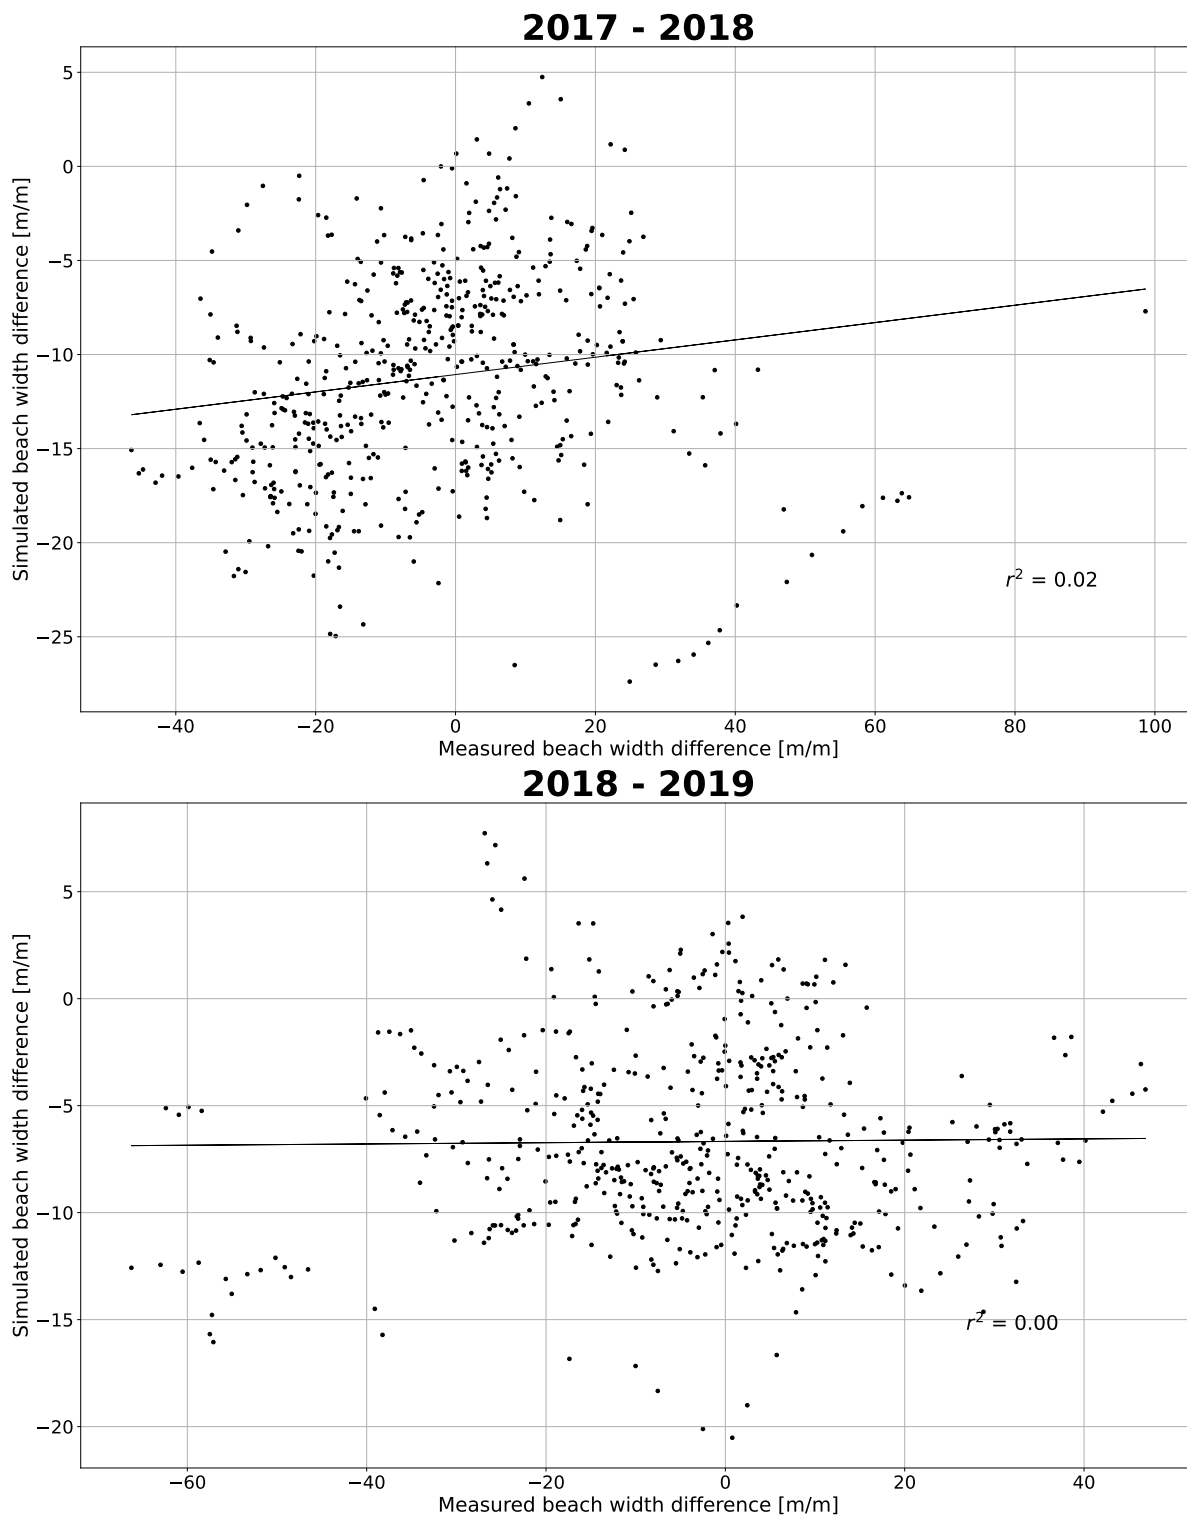 2017 - 2018
5
0
−5
−10
−15
−20
−25
Simulated beach width difference [m/m]
r² = 0.02
−40 −20 0 20 40 60 80 100
Measured beach width difference [m/m]
2018 - 2019
5
0
−5
−10
−15
−20
Simulated beach width difference [m/m]
r² = 0.00
−60 −40 −20 0 20 40
Measured beach width difference [m/m]